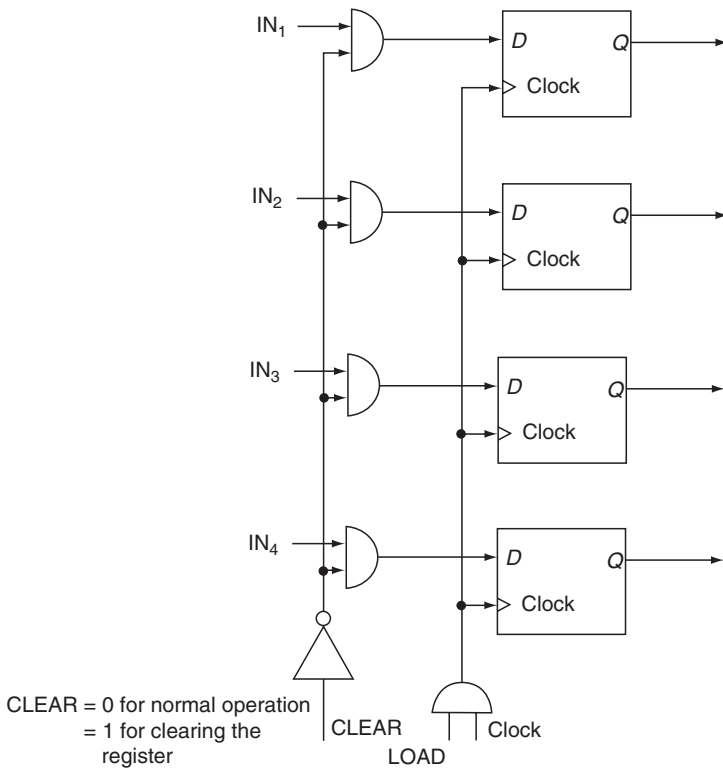 IN₁
D
Q
Clock
IN₂
D
Q
Clock
IN₃
D
Q
Clock
IN₄
D
Q
Clock
CLEAR = 0 for normal operation
= 1 for clearing the
register
CLEAR
LOAD
Clock